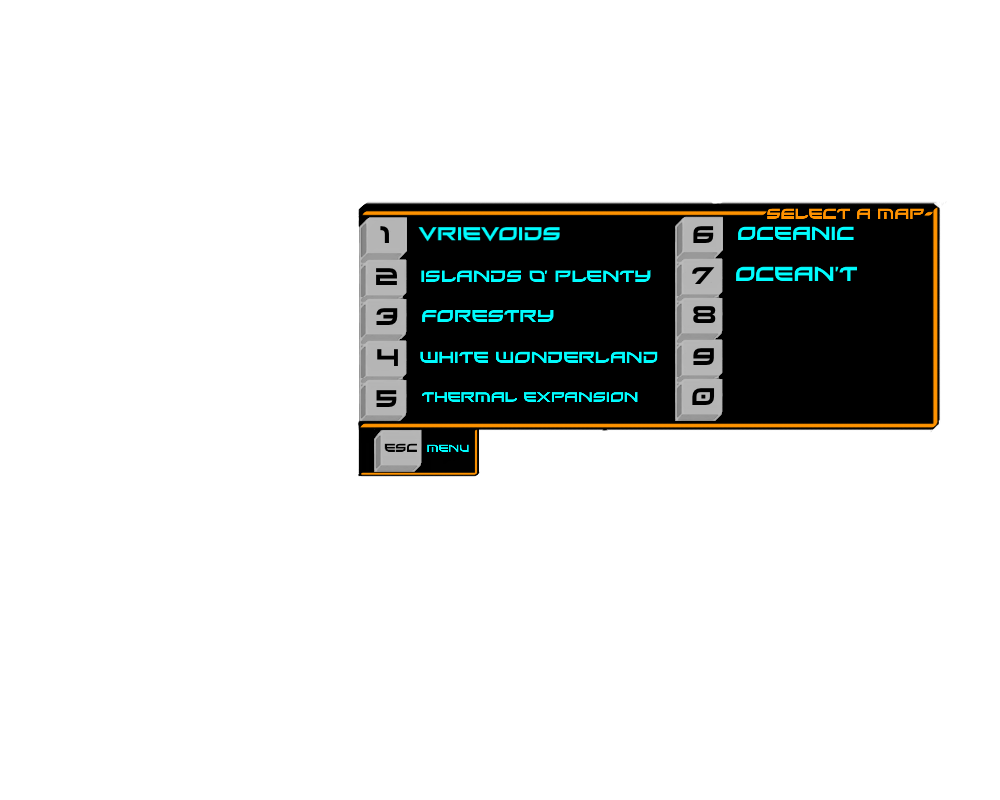 SELECT A MAP
1 VRIEVOIDS
2 ISLANDS O' PLENTY
3 FORESTRY
4 WHITE WONDERLAND
5 THERMAL EXPANSION
6 OCEANIC
7 OCEAN'T
8
9
0
ESC MENU